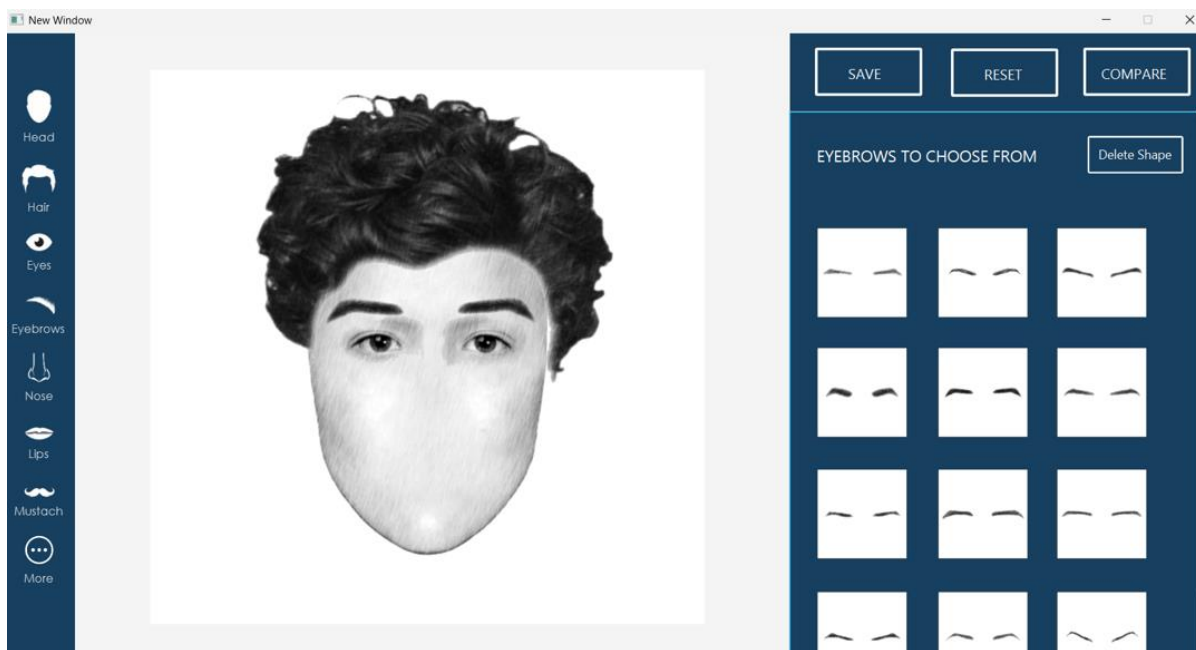 New Window
Head
Hair
Eyes
Eyebrows
Nose
Lips
Mustach
More
SAVE
RESET
COMPARE
EYEBROWS TO CHOOSE FROM
Delete Shape